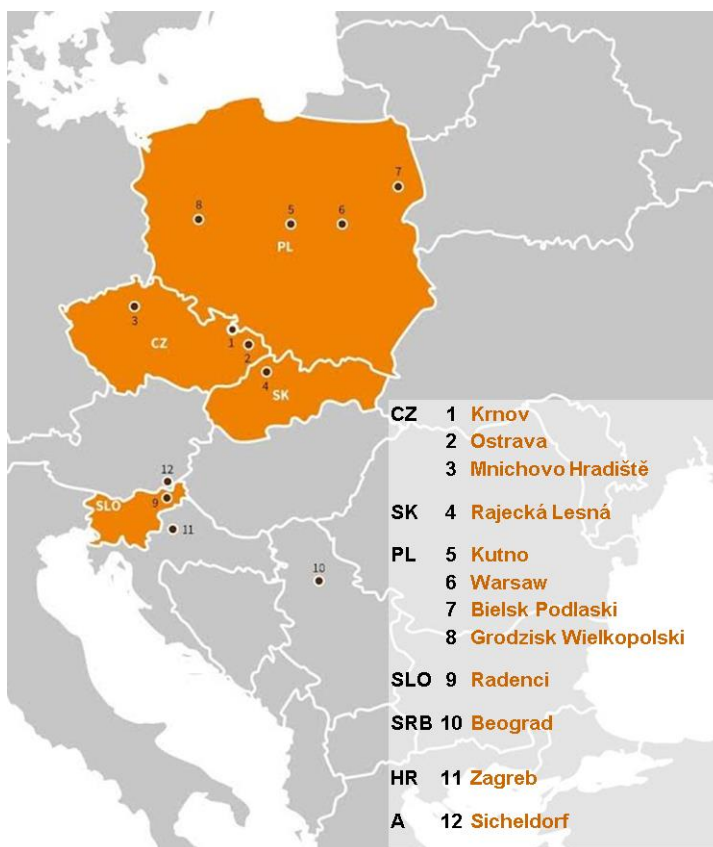 7
8
5
6
PL
3
1
2
CZ
4
SK
12
9
SLO
11
10
CZ 1 Krnov
2 Ostrava
3 Mnichovo Hradiště
SK 4 Rajecká Lesná
PL 5 Kutno
6 Warsaw
7 Bielsk Podlaski
8 Grodzisk Wielkopolski
SLO 9 Radenci
SRB 10 Beograd
HR 11 Zagreb
A 12 Sicheldorf